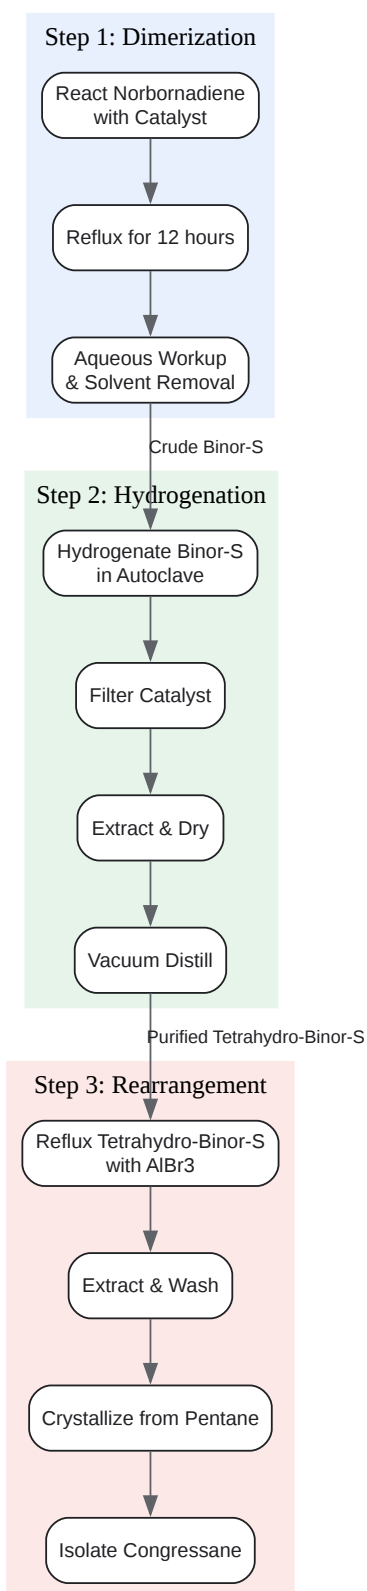 Step 1: Dimerization
React Norbornadiene
with Catalyst
Reflux for 12 hours
Aqueous Workup
& Solvent Removal
Crude Binor-S
Step 2: Hydrogenation
Hydrogenate Binor-S
in Autoclave
Filter Catalyst
Extract & Dry
Vacuum Distill
Purified Tetrahydro-Binor-S
Step 3: Rearrangement
Reflux Tetrahydro-Binor-S
with AlBr3
Extract & Wash
Crystallize from Pentane
Isolate Congressane